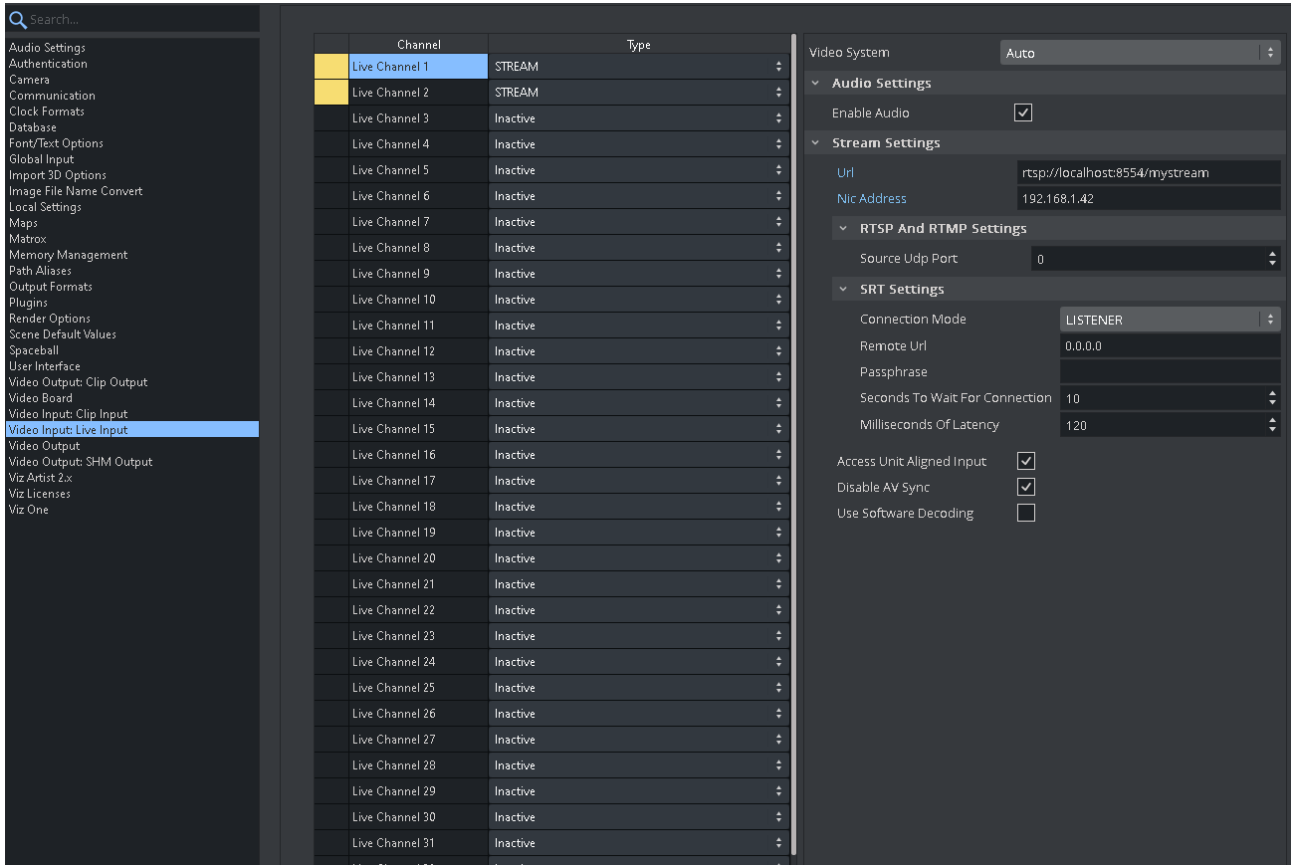 Search...
Audio Settings
Authentication
Camera
Communication
Clock Formats
Database
Font/Text Options
Global Input
Import 3D Options
Image File Name Convert
Local Settings
Maps
Matrox
Memory Management
Path Aliases
Output Formats
Plugins
Render Options
Scene Default Values
Spaceball
User Interface
Video Output: Clip Output
Video Board
Video Input: Clip Input
Video Input: Live Input
Video Output
Video Output: SHM Output
Viz Artist 2.x
Viz Licenses
Viz One
Channel Type
Live Channel 1 STREAM
Live Channel 2 STREAM
Live Channel 3 Inactive
Live Channel 4 Inactive
Live Channel 5 Inactive
Live Channel 6 Inactive
Live Channel 7 Inactive
Live Channel 8 Inactive
Live Channel 9 Inactive
Live Channel 10 Inactive
Live Channel 11 Inactive
Live Channel 12 Inactive
Live Channel 13 Inactive
Live Channel 14 Inactive
Live Channel 15 Inactive
Live Channel 16 Inactive
Live Channel 17 Inactive
Live Channel 18 Inactive
Live Channel 19 Inactive
Live Channel 20 Inactive
Live Channel 21 Inactive
Live Channel 22 Inactive
Live Channel 23 Inactive
Live Channel 24 Inactive
Live Channel 25 Inactive
Live Channel 26 Inactive
Live Channel 27 Inactive
Live Channel 28 Inactive
Live Channel 29 Inactive
Live Channel 30 Inactive
Live Channel 31 Inactive
Video System Auto
Audio Settings
Enable Audio
Stream Settings
Url rtsp://localhost:8554/mystream
Nic Address 192.168.1.42
RTSP And RTMP Settings
Source Udp Port 0
SRT Settings
Connection Mode LISTENER
Remote Url 0.0.0.0
Passphrase
Seconds To Wait For Connection 10
Milliseconds Of Latency 120
Access Unit Aligned Input
Disable AV Sync
Use Software Decoding